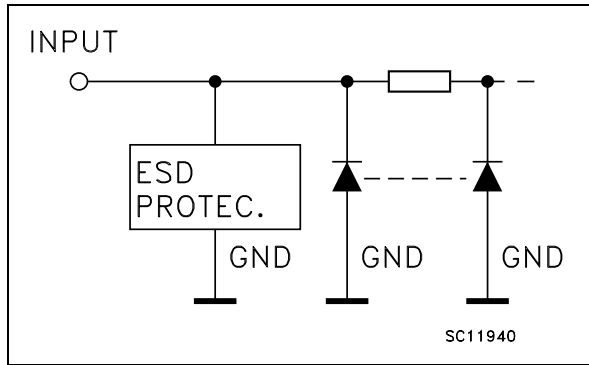 INPUT
ESD
PROTEC.
GND GND GND
SC11940